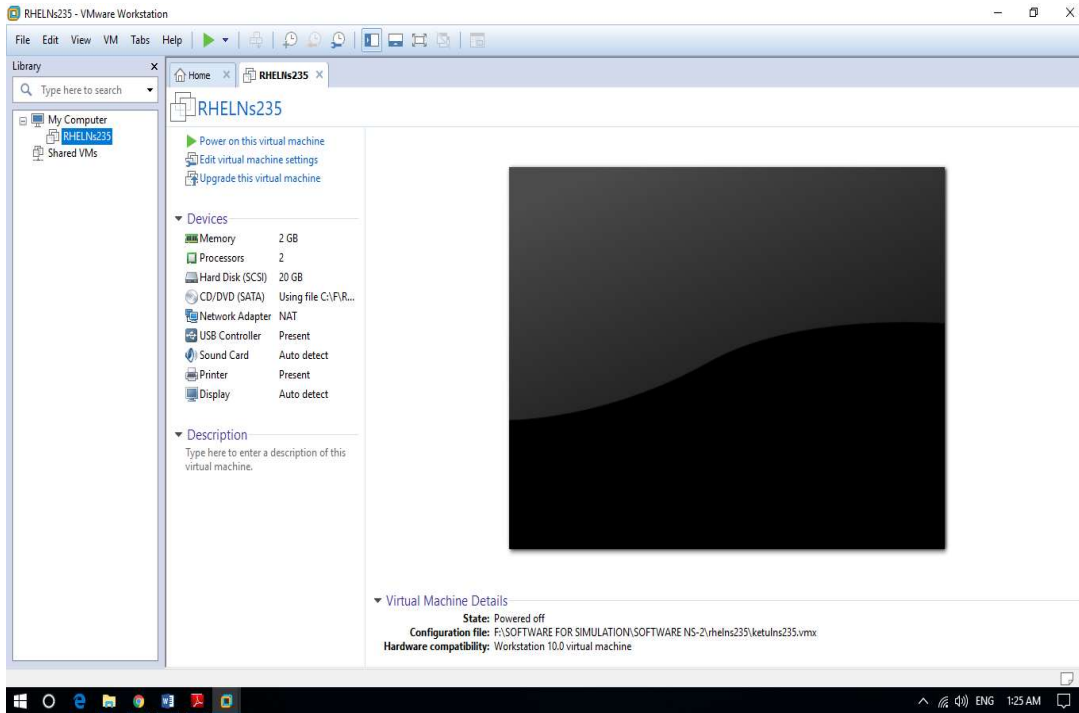 RHELNs235 - VMware Workstation
File Edit View VM Tabs Help
Library
Type here to search
My Computer
RHELNs235
Shared VMs
Home
RHELNs235
RHELNs235
Power on this virtual machine
Edit virtual machine settings
Upgrade this virtual machine
Devices
Memory 2 GB
Processors 2
Hard Disk (SCSI) 20 GB
CD/DVD (SATA) Using file C:\F\R...
Network Adapter NAT
USB Controller Present
Sound Card Auto detect
Printer Present
Display Auto detect
Description
Type here to enter a description of this
virtual machine.
Virtual Machine Details
State: Powered off
Configuration file: F:\SOFTWARE FOR SIMULATION\SOFTWARE NS-2\rhelns235\ketulns235.vmx
Hardware compatibility: Workstation 10.0 virtual machine
ENG 1:25 AM